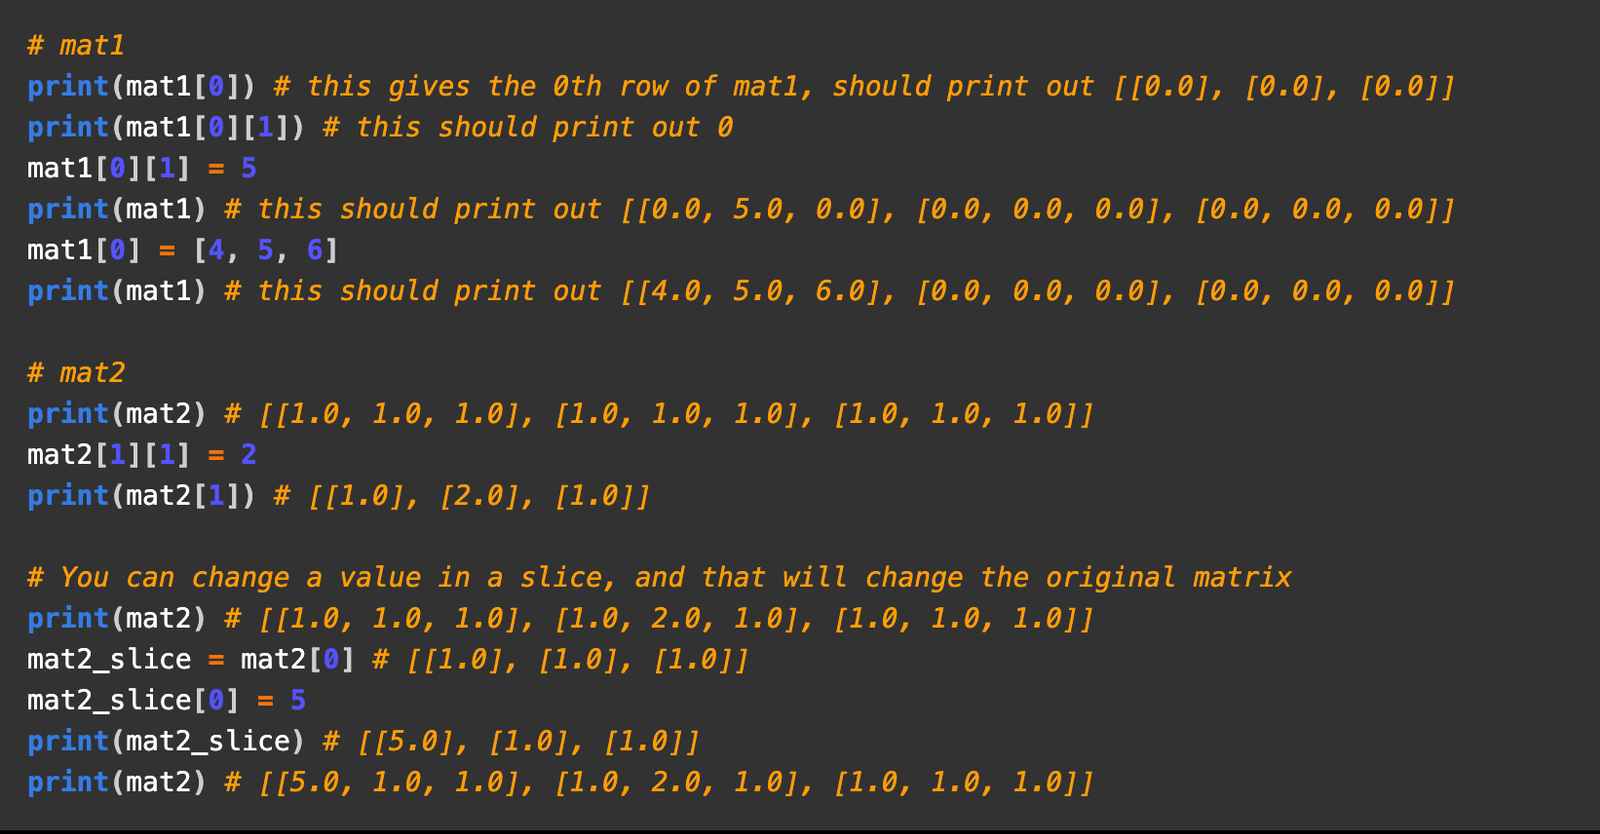 # mat1
print(mat1[0]) # this gives the 0th row of mat1, should print out [[0.0], [0.0], [0.0]]
print(mat1[0][1]) # this should print out 0
mat1[0][1] = 5
print(mat1) # this should print out [[0.0, 5.0, 0.0], [0.0, 0.0, 0.0], [0.0, 0.0, 0.0]]
mat1[0] = [4, 5, 6]
print(mat1) # this should print out [[4.0, 5.0, 6.0], [0.0, 0.0, 0.0], [0.0, 0.0, 0.0]]
# mat2
print(mat2) # [[1.0, 1.0, 1.0], [1.0, 1.0, 1.0], [1.0, 1.0, 1.0]]
mat2[1][1] = 2
print(mat2[1]) # [[1.0], [2.0], [1.0]]
# You can change a value in a slice, and that will change the original matrix
print(mat2) # [[1.0, 1.0, 1.0], [1.0, 2.0, 1.0], [1.0, 1.0, 1.0]]
mat2_slice = mat2[0] # [[1.0], [1.0], [1.0]]
mat2_slice[0] = 5
print(mat2_slice) # [[5.0], [1.0], [1.0]]
print(mat2) # [[5.0, 1.0, 1.0], [1.0, 2.0, 1.0], [1.0, 1.0, 1.0]]